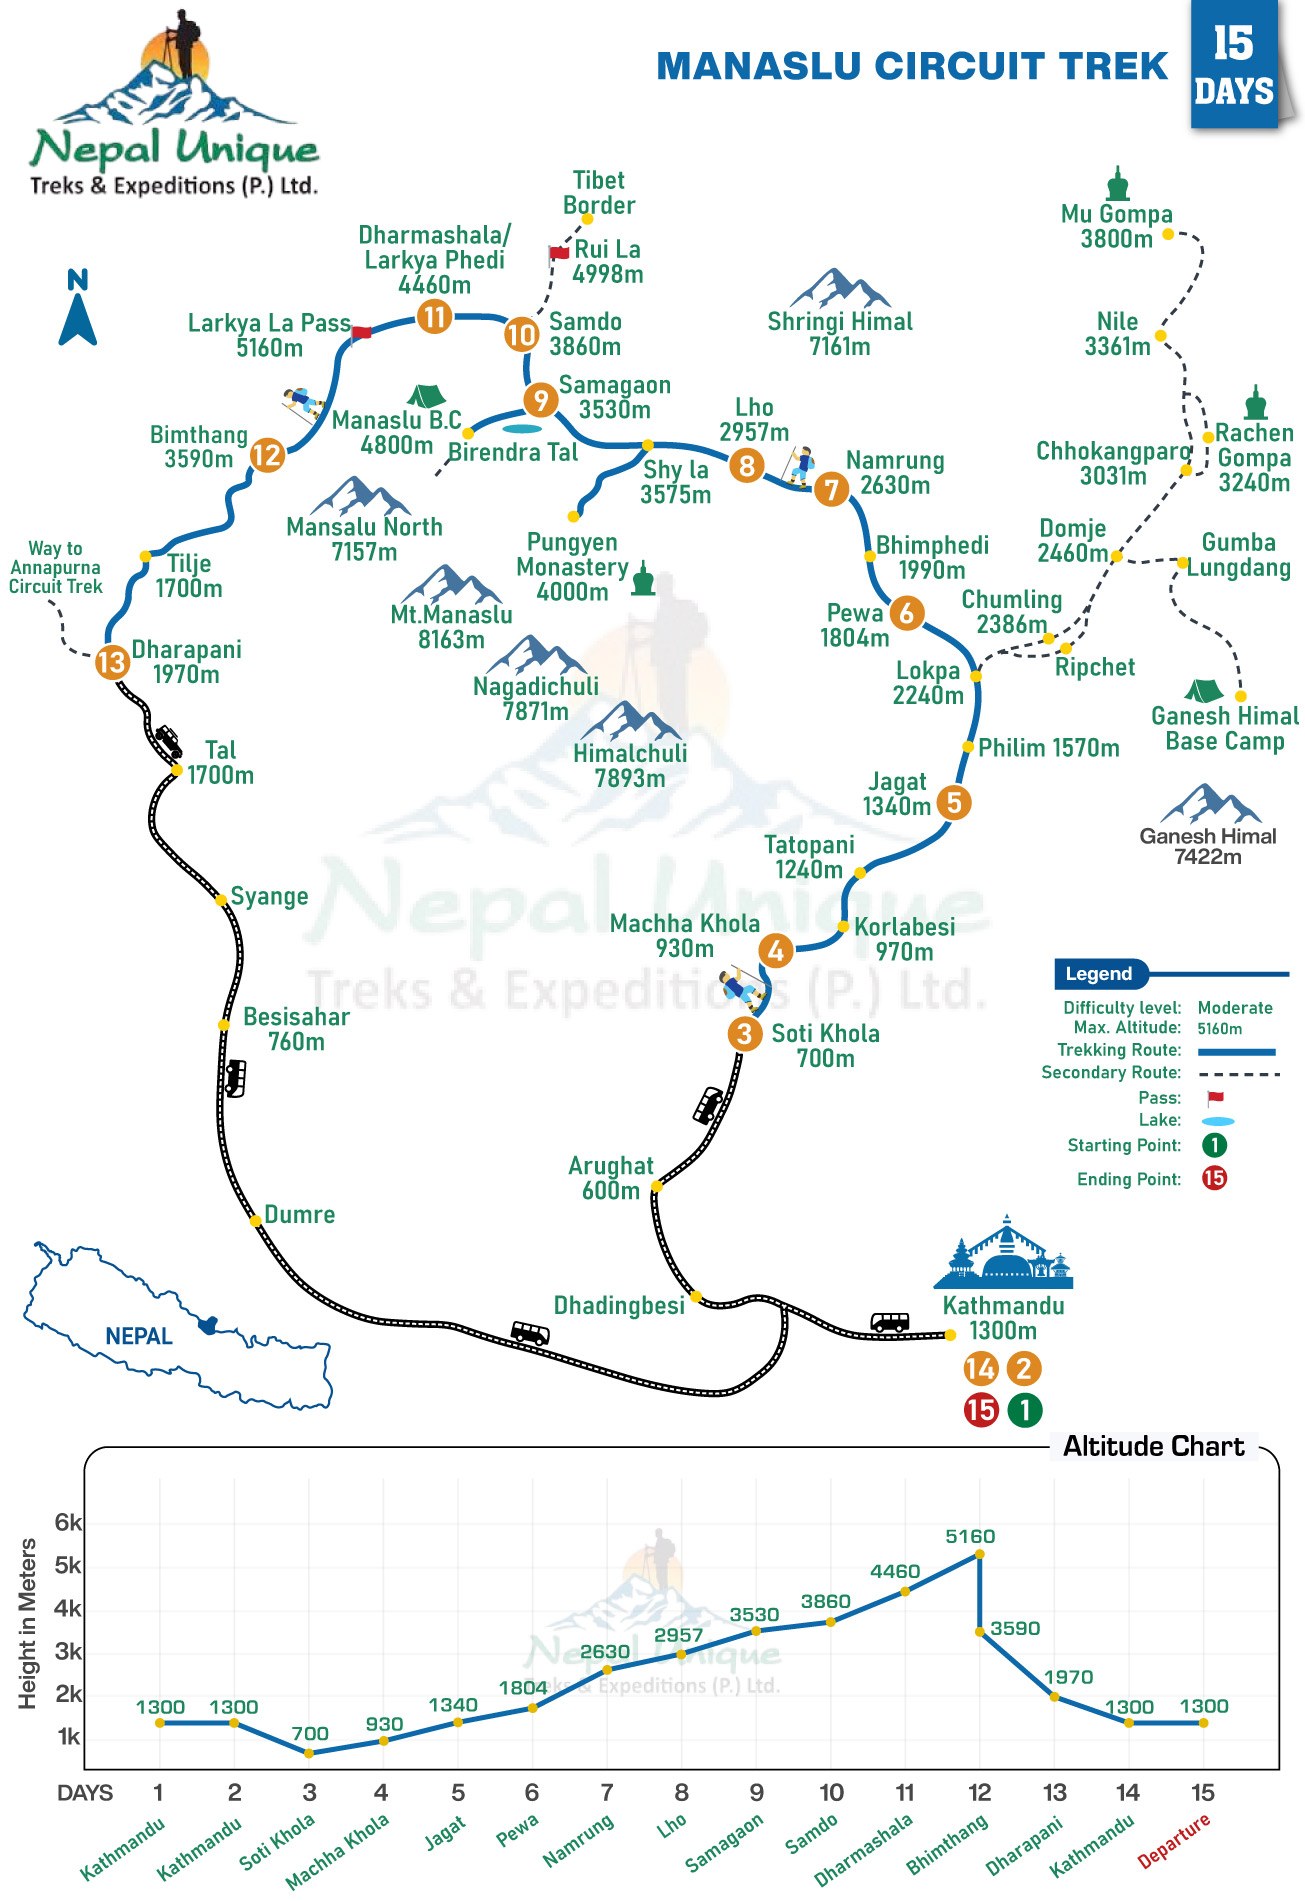 MANASLU CIRCUIT TREK
15
DAYS
Nepal Unique
Treks & Expeditions (P.) Ltd.
N
Tibet
Border
Rui La
4998m
Dharmashala/
Larkya Phedi
4460m
11
Larkya La Pass
5160m
10
Samdo
3860m
Samagaon
3530m
9
Manaslu B.C
4800m
Birendra Tal
Bimthang
3590m
12
Shy la
3575m
Lho
2957m
8
7
Namrung
2630m
Shringi Himal
7161m
Mu Gompa
3800m
Nile
3361m
Rachen
Gompa
3240m
Chhokangparo
3031m
Domje
2460m
Gumba
Lungdang
Chumling
2386m
Ripchet
Ganesh Himal
Base Camp
Ganesh Himal
7422m
Mansalu North
7157m
Pungyen
Monastery
4000m
Mt.Manaslu
8163m
Nagadichuli
7871m
Himalchuli
7893m
Way to
Annapurna
Circuit Trek
Tilje
1700m
13
Dharapani
1970m
Tal
1700m
Syange
Besisahar
760m
Dumre
Bhimphedi
1990m
Pewa
1804m
6
Lokpa
2240m
Philim 1570m
Jagat
1340m
5
Tatopani
1240m
Korlabesi
970m
Machha Khola
930m
4
3
Soti Khola
700m
Nepal Unique
Treks & Expeditions (P.) Ltd.
Arughat
600m
Dhadingbesi
Kathmandu
1300m
14
2
15
1
NEPAL
Legend
Difficulty level: Moderate
Max. Altitude: 5160m
Trekking Route:
Secondary Route:
Pass:
Lake:
Starting Point: 1
Ending Point: 15
Altitude Chart
Height in Meters
6k
5k
4k
3k
2k
1k
1300
1300
700
930
1340
1804
2630
2957
3530
3860
4460
5160
3590
1970
1300
1300
Nepal Unique
Treks & Expeditions (P.) Ltd.
DAYS 1 2 3 4 5 6 7 8 9 10 11 12 13 14 15
Kathmandu
Kathmandu
Soti Khola
Machha Khola
Jagat
Pewa
Namrung
Lho
Samagaon
Samdo
Dharmashala
Bhimthang
Dharapani
Kathmandu
Departure